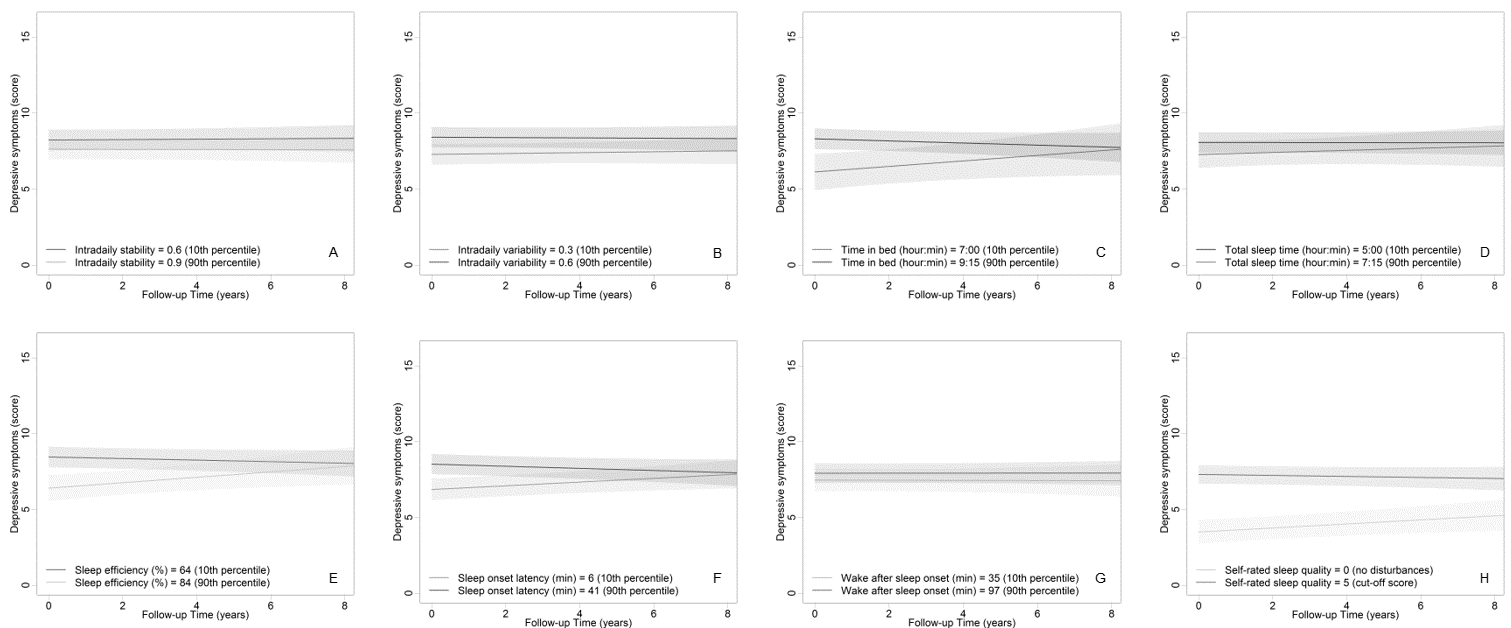 15
10
5
0
Depressive symptoms (score)
Intradaily stability = 0.6 (10th percentile)
Intradaily stability = 0.9 (90th percentile)
A
0 2 4 6 8
Follow-up Time (years)
15
10
5
0
Depressive symptoms (score)
Intradaily variability = 0.3 (10th percentile)
Intradaily variability = 0.6 (90th percentile)
B
0 2 4 6 8
Follow-up Time (years)
15
10
5
0
Depressive symptoms (score)
Time in bed (hour:min) = 7:00 (10th percentile)
Time in bed (hour:min) = 9:15 (90th percentile)
C
0 2 4 6 8
Follow-up Time (years)
15
10
5
0
Depressive symptoms (score)
Total sleep time (hour:min) = 5:00 (10th percentile)
Total sleep time (hour:min) = 7:15 (90th percentile)
D
0 2 4 6 8
Follow-up Time (years)
15
10
5
0
Depressive symptoms (score)
Sleep efficiency (%) = 64 (10th percentile)
Sleep efficiency (%) = 84 (90th percentile)
E
0 2 4 6 8
Follow-up Time (years)
15
10
5
0
Depressive symptoms (score)
Sleep onset latency (min) = 6 (10th percentile)
Sleep onset latency (min) = 41 (90th percentile)
F
0 2 4 6 8
Follow-up Time (years)
15
10
5
0
Depressive symptoms (score)
Wake after sleep onset (min) = 35 (10th percentile)
Wake after sleep onset (min) = 97 (90th percentile)
G
0 2 4 6 8
Follow-up Time (years)
15
10
5
0
Depressive symptoms (score)
Self-rated sleep quality = 0 (no disturbances)
Self-rated sleep quality = 5 (cut-off score)
H
0 2 4 6 8
Follow-up Time (years)